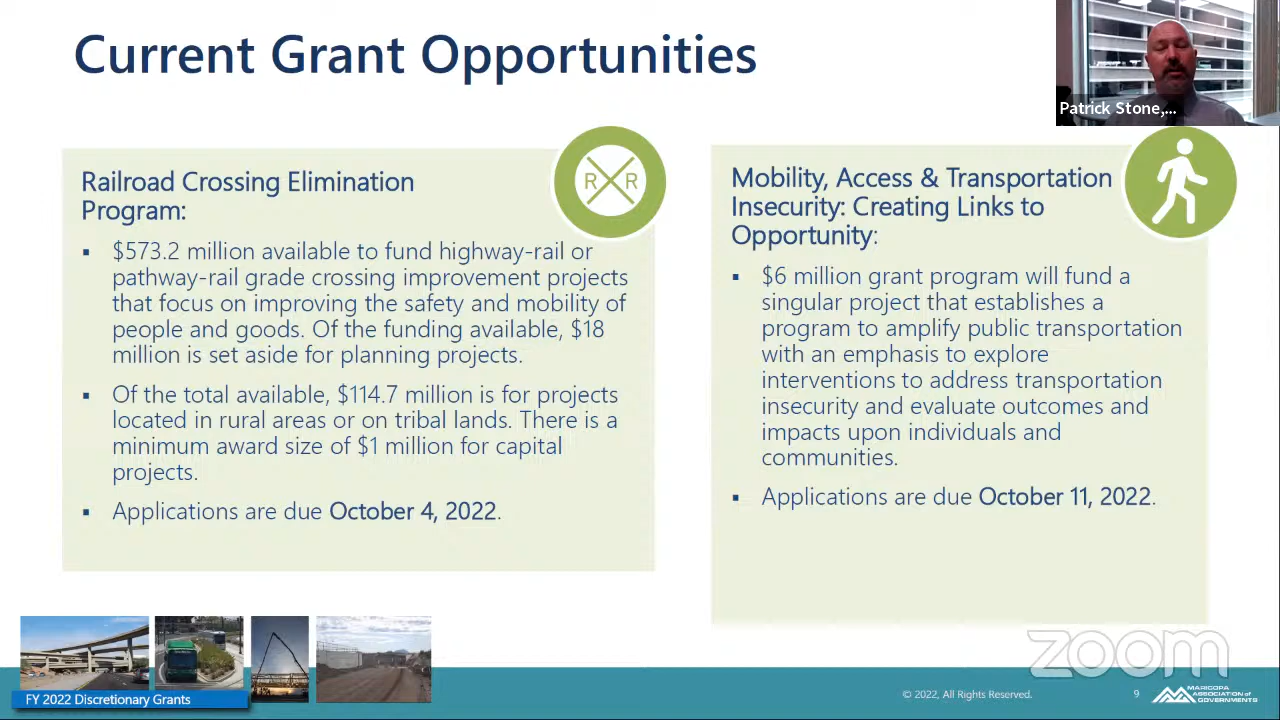 Current Grant Opportunities
Patrick Stone,...
Railroad Crossing Elimination
Program:
R R
▪ $573.2 million available to fund highway-rail or
pathway-rail grade crossing improvement projects
that focus on improving the safety and mobility of
people and goods. Of the funding available, $18
million is set aside for planning projects.
▪ Of the total available, $114.7 million is for projects
located in rural areas or on tribal lands. There is a
minimum award size of $1 million for capital
projects.
▪ Applications are due October 4, 2022.
Mobility, Access & Transportation
Insecurity: Creating Links to
Opportunity:
▪ $6 million grant program will fund a
singular project that establishes a
program to amplify public transportation
with an emphasis to explore
interventions to address transportation
insecurity and evaluate outcomes and
impacts upon individuals and
communities.
▪ Applications are due October 11, 2022.
zoom
FY 2022 Discretionary Grants
© 2022, All Rights Reserved.
9
MARICOPA
ASSOCIATION of
GOVERNMENTS